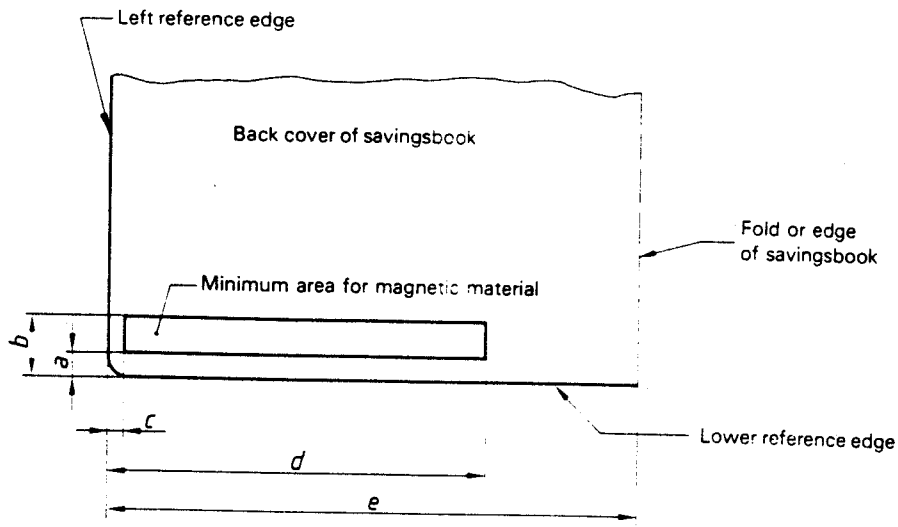 Left reference edge
Back cover of savingsbook
Fold or edge
of savingsbook
Minimum area for magnetic material
b
a
c
Lower reference edge
d
e